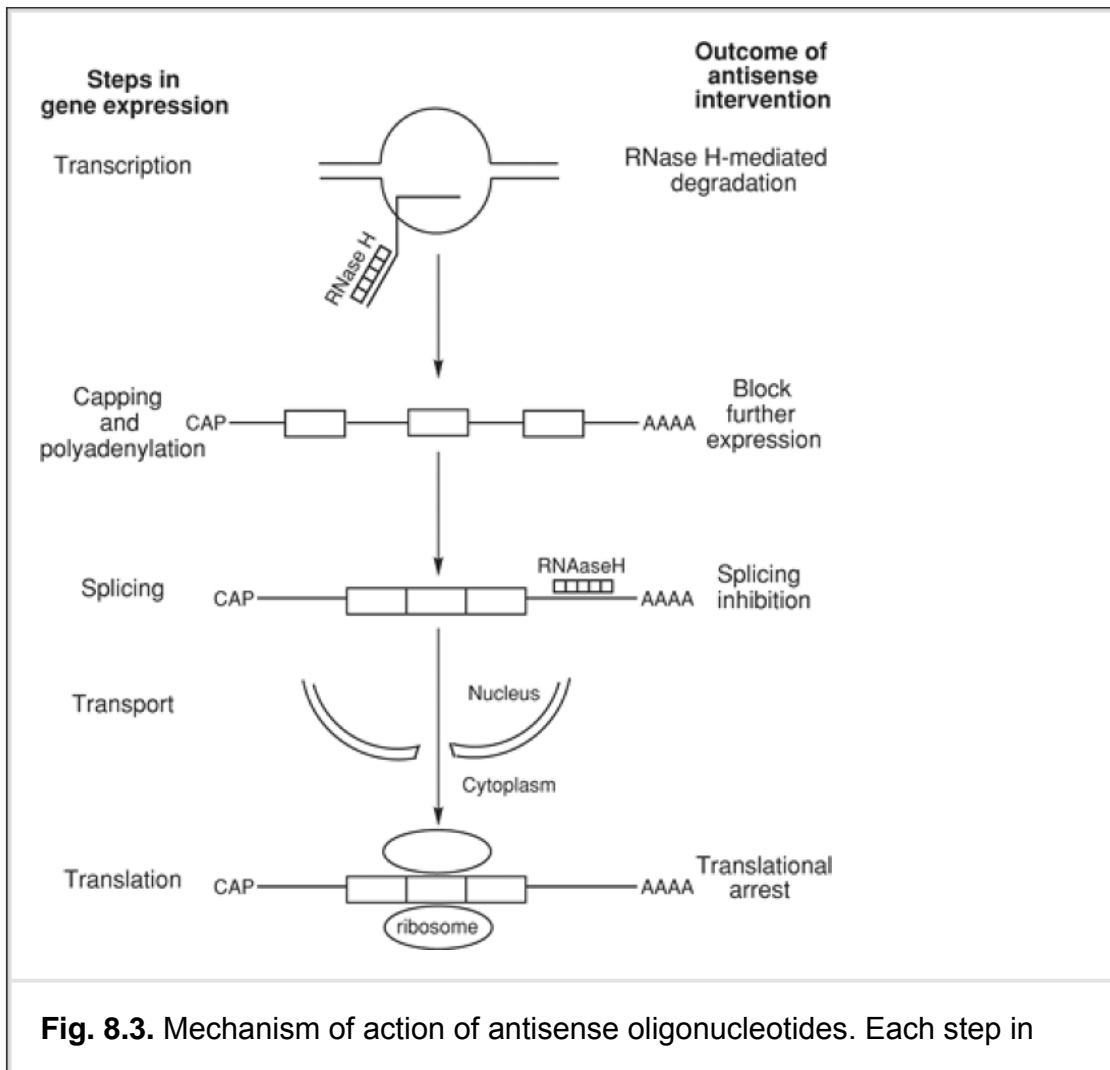 Steps in
gene expression
Outcome of
antisense
intervention
Transcription
RNase H-mediated
degradation
RNase H
Capping
and
polyadenylation
CAP
AAAA
Block
further
expression
Splicing
CAP
RNAaseH
AAAA
Splicing
inhibition
Transport
Nucleus
Cytoplasm
Translation
CAP
ribosome
AAAA
Translational
arrest
Fig. 8.3. Mechanism of action of antisense oligonucleotides. Each step in